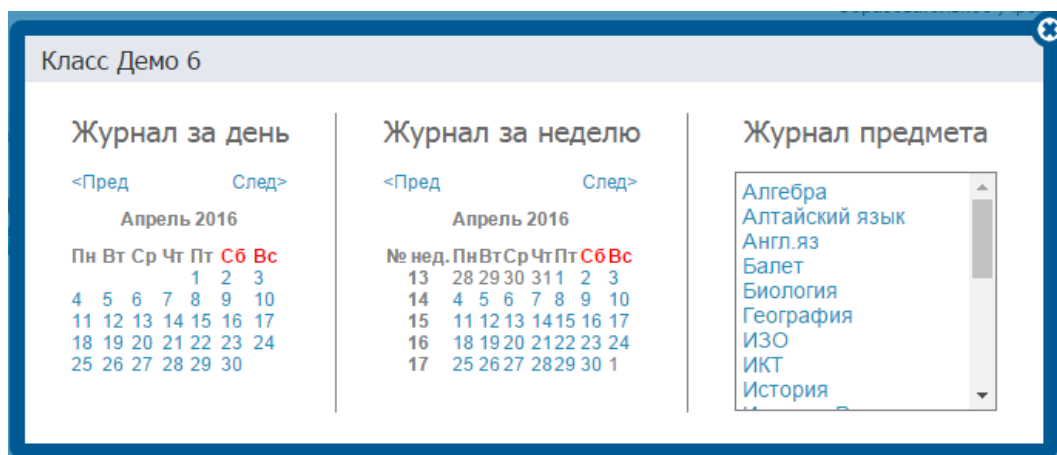 Класс Демо 6
Журнал за день
<Пред След>
Апрель 2016
Пн Вт Ср Чт Пт Сб Вс
1 2 3
4 5 6 7 8 9 10
11 12 13 14 15 16 17
18 19 20 21 22 23 24
25 26 27 28 29 30
Журнал за неделю
<Пред След>
Апрель 2016
№ нед. Пн Вт Ср Чт Пт Сб Вс
13 28 29 30 31 1 2 3
14 4 5 6 7 8 9 10
15 11 12 13 14 15 16 17
16 18 19 20 21 22 23 24
17 25 26 27 28 29 30 1
Журнал предмета
Алгебра
Алтайский язык
Англ.яз
Балет
Биология
География
ИЗО
ИКТ
История